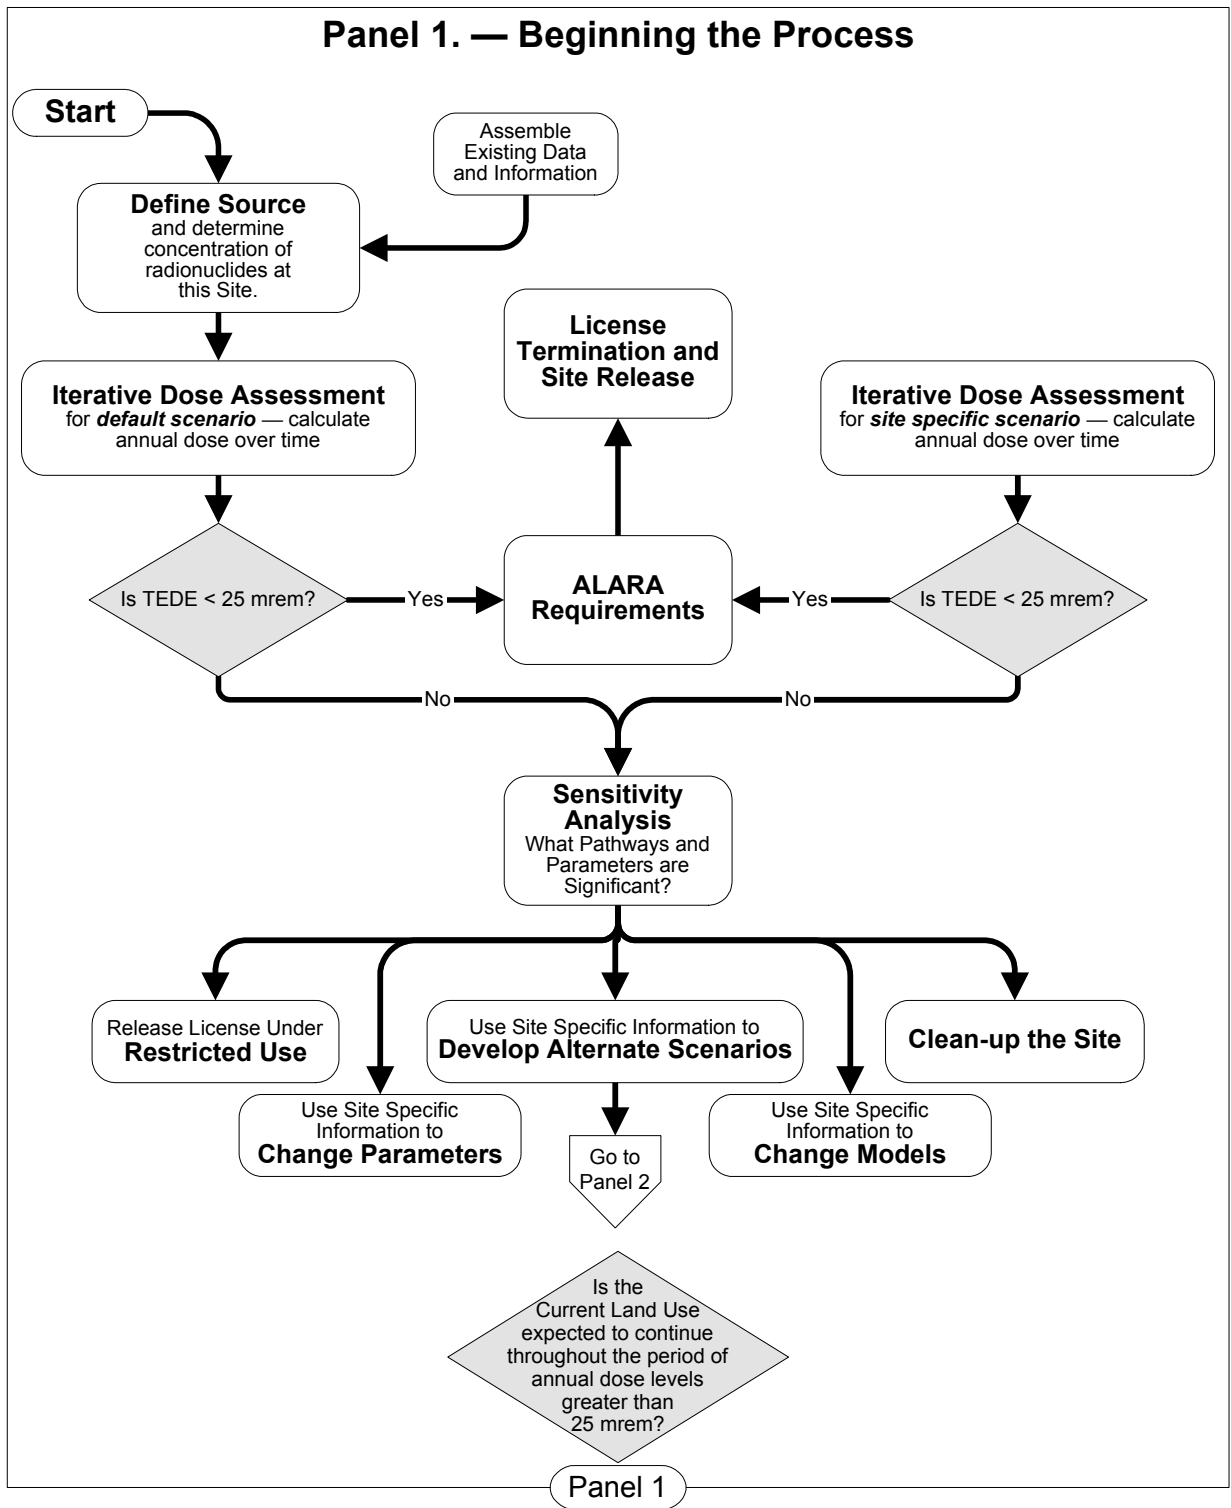 Panel 1. — Beginning the Process
Start
Assemble
Existing Data
and Information
Define Source
and determine
concentration of
radionuclides at
this Site.
License
Termination and
Site Release
Iterative Dose Assessment
for default scenario — calculate
annual dose over time
Iterative Dose Assessment
for site specific scenario — calculate
annual dose over time
Is TEDE < 25 mrem?
Yes
ALARA
Requirements
Yes
Is TEDE < 25 mrem?
No
No
Sensitivity
Analysis
What Pathways and
Parameters are
Significant?
Release License Under
Restricted Use
Use Site Specific Information to
Develop Alternate Scenarios
Clean-up the Site
Use Site Specific
Information to
Change Parameters
Use Site Specific
Information to
Change Models
Go to
Panel 2
Is the
Current Land Use
expected to continue
throughout the period of
annual dose levels
greater than
25 mrem?
Panel 1